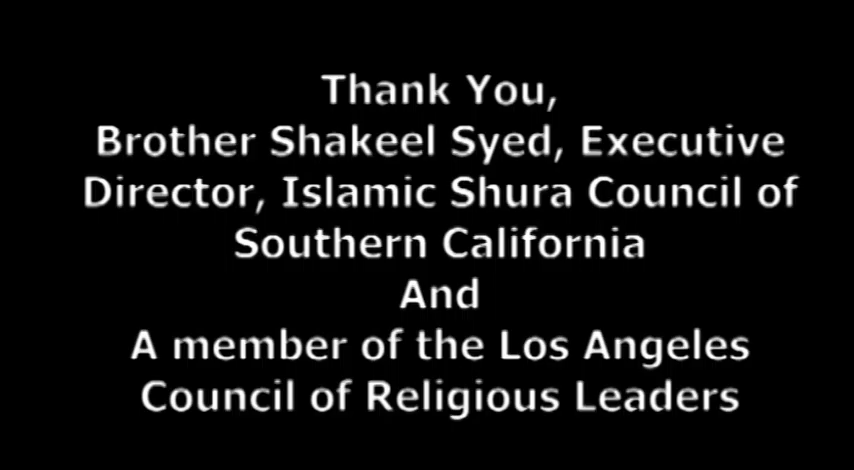 Thank You,
Brother Shakeel Syed, Executive
Director, Islamic Shura Council of
Southern California
And
A member of the Los Angeles
Council of Religious Leaders